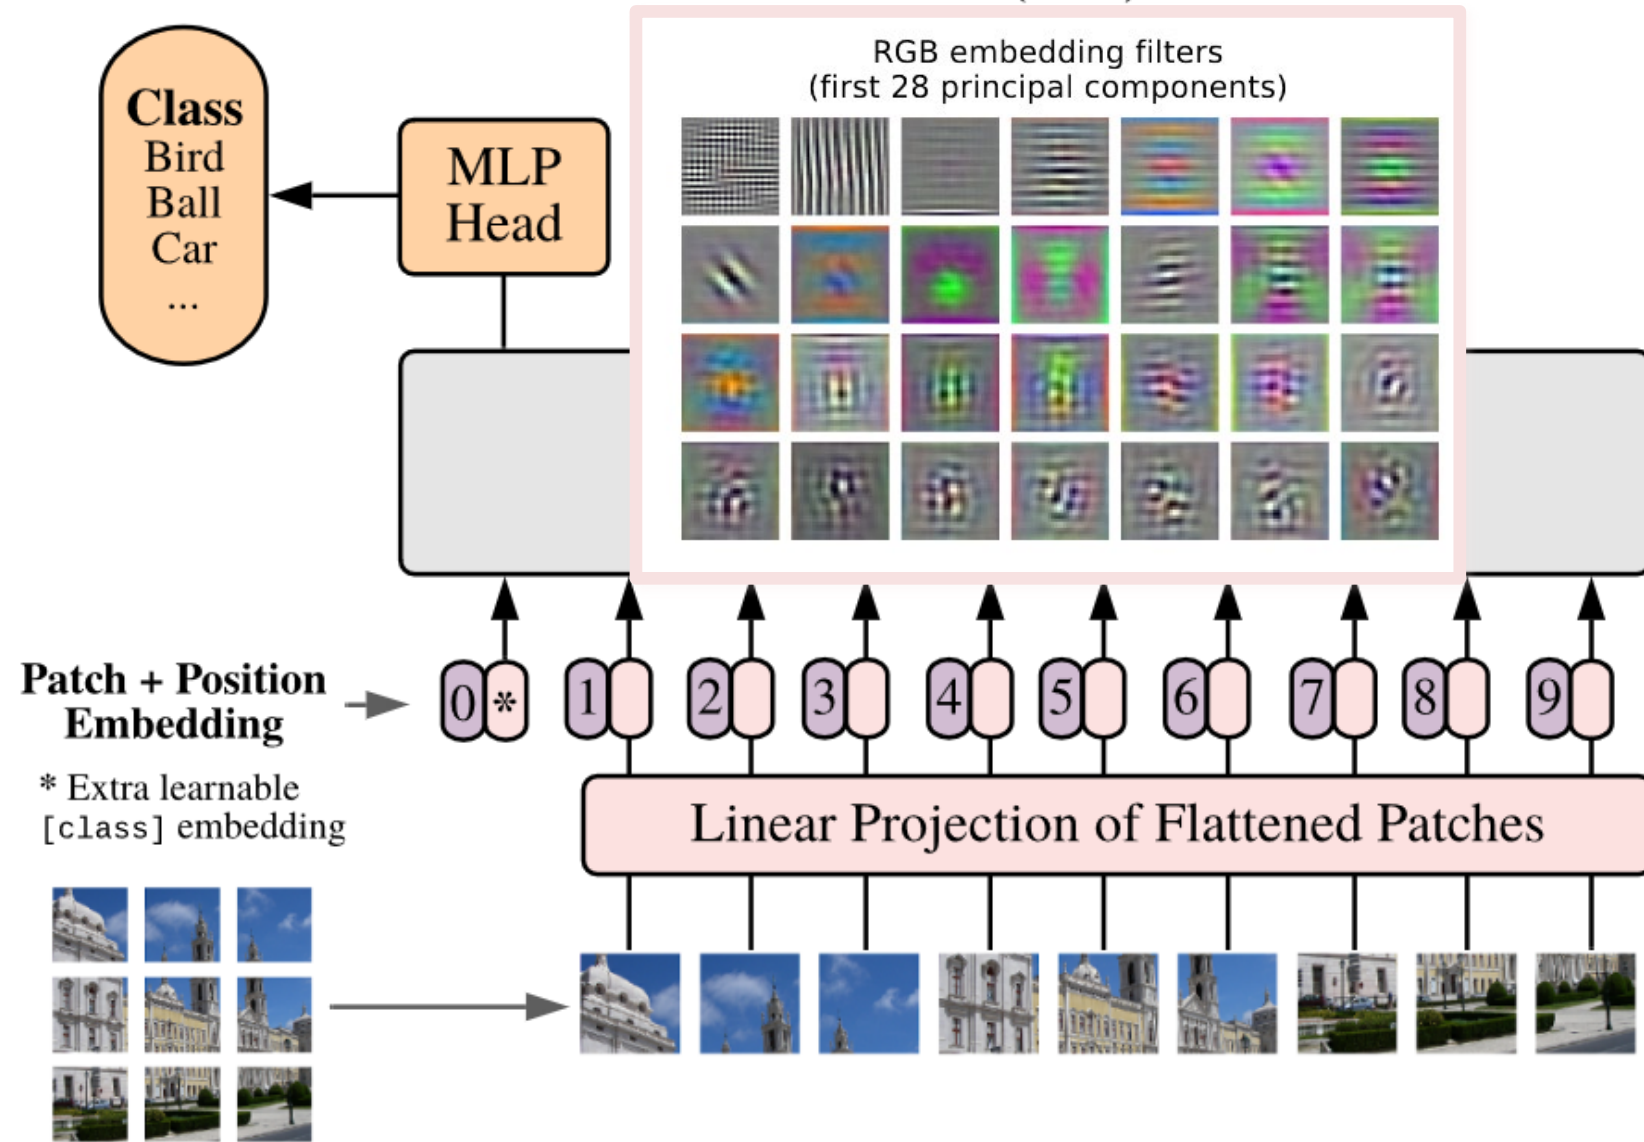 RGB embedding filters
(first 28 principal components)
Class
Bird
Ball
Car
...
MLP
Head
Patch + Position
Embedding
0 * 1 2 3 4 5 6 7 8 9
* Extra learnable
[class] embedding
Linear Projection of Flattened Patches